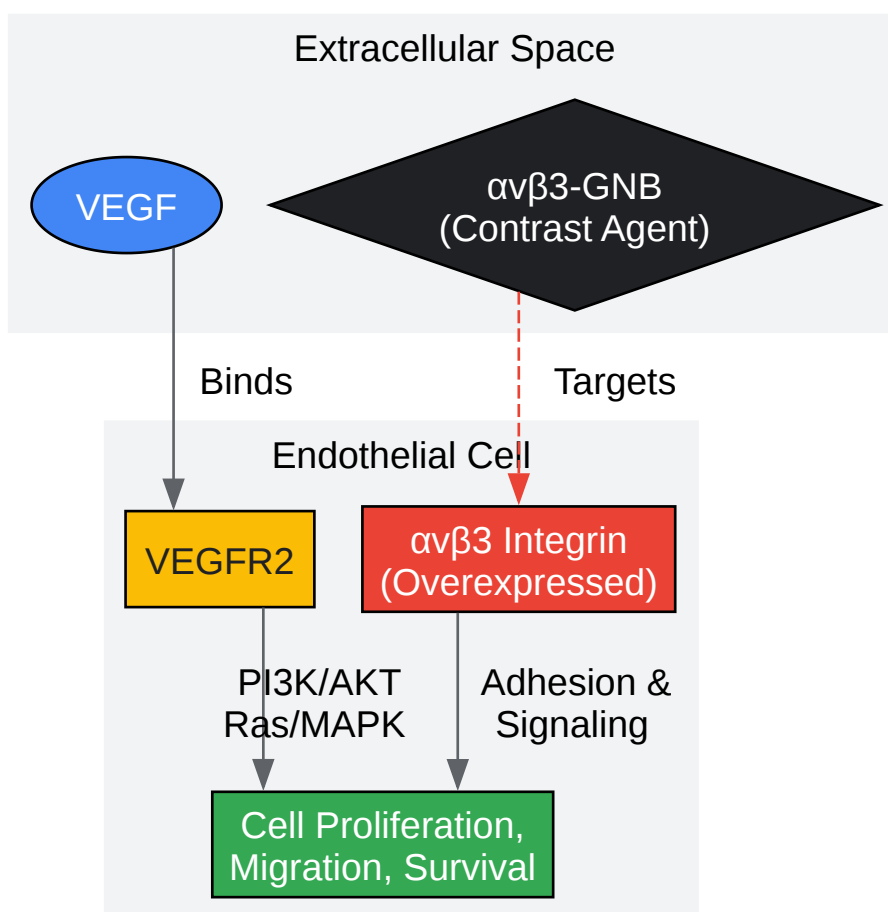 Extracellular Space
VEGF
αvβ3-GNB
(Contrast Agent)
Binds
Targets
Endothelial Cell
VEGFR2
αvβ3 Integrin
(Overexpressed)
PI3K/AKT
Ras/MAPK
Adhesion &
Signaling
Cell Proliferation,
Migration, Survival